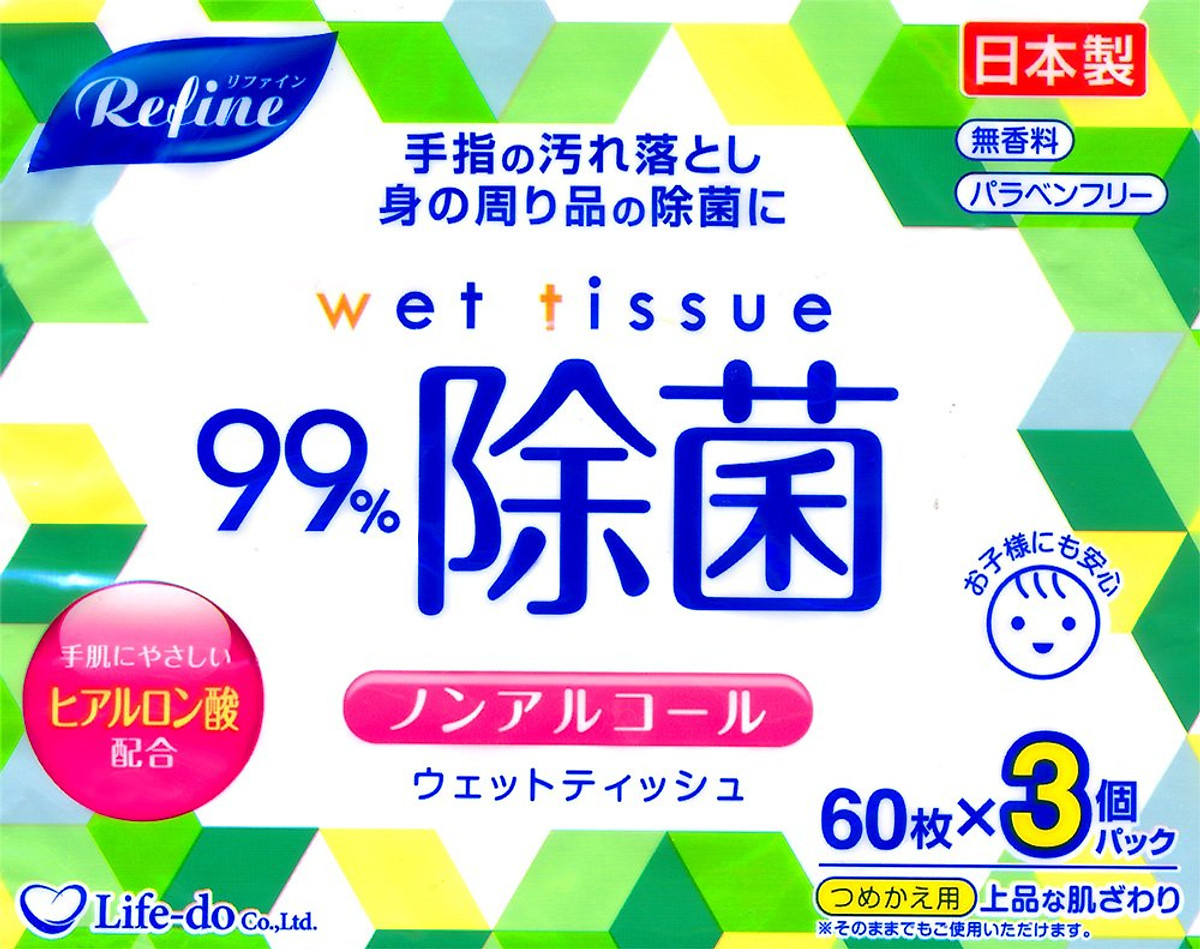 リファイン
Refine
日本製
無香料
パラベンフリー
手指の汚れ落とし
身の周り品の除菌に
wet tissue
99%除菌
お子様にも安心
手肌にやさしい
ヒアルロン酸
配合
ノンアルコール
ウェットティッシュ
60枚×3個
パック
つめかえ用 上品な肌ざわり
※そのままでもご使用いただけます。
Life-do Co.,Ltd.